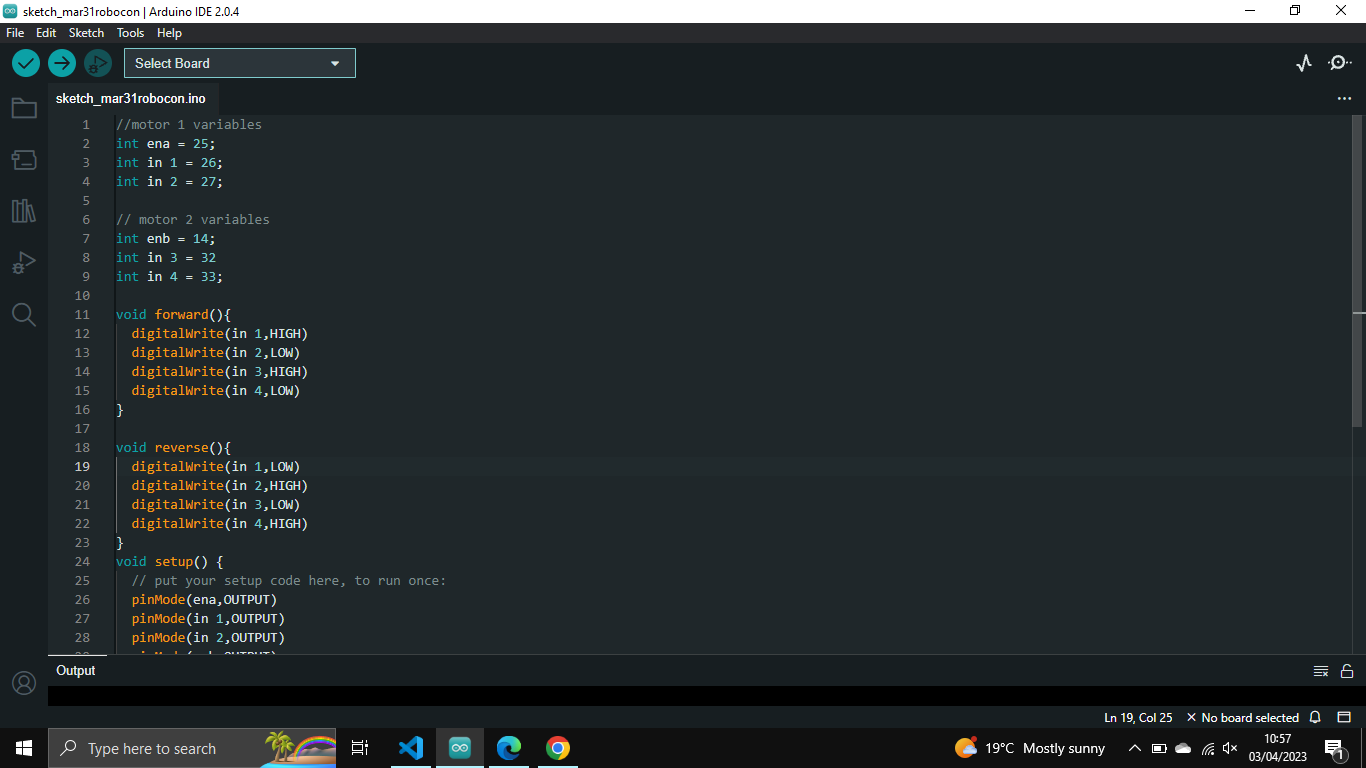 sketch_mar31robocon | Arduino IDE 2.0.4
File Edit Sketch Tools Help
Select Board
sketch_mar31robocon.ino
1 //motor 1 variables
2 int ena = 25;
3 int in 1 = 26;
4 int in 2 = 27;
5
6 // motor 2 variables
7 int enb = 14;
8 int in 3 = 32
9 int in 4 = 33;
10
11 void forward(){
12 digitalWrite(in 1,HIGH)
13 digitalWrite(in 2,LOW)
14 digitalWrite(in 3,HIGH)
15 digitalWrite(in 4,LOW)
16 }
17
18 void reverse(){
19 digitalWrite(in 1,LOW)
20 digitalWrite(in 2,HIGH)
21 digitalWrite(in 3,LOW)
22 digitalWrite(in 4,HIGH)
23 }
24 void setup() {
25 // put your setup code here, to run once:
26 pinMode(ena,OUTPUT)
27 pinMode(in 1,OUTPUT)
28 pinMode(in 2,OUTPUT)
Output
Ln 19, Col 25 × No board selected
Type here to search
19°C Mostly sunny
10:57
03/04/2023
1